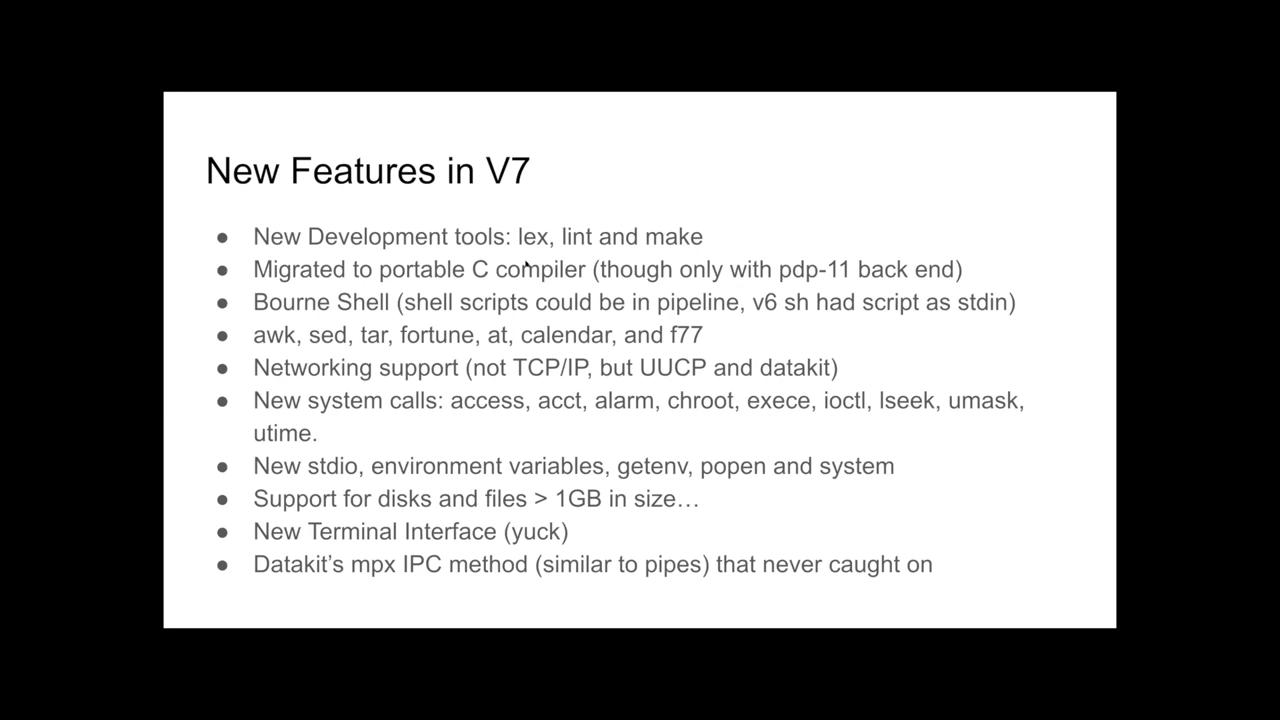 New Features in V7
● New Development tools: lex, lint and make
● Migrated to portable C compiler (though only with pdp-11 back end)
● Bourne Shell (shell scripts could be in pipeline, v6 sh had script as stdin)
● awk, sed, tar, fortune, at, calendar, and f77
● Networking support (not TCP/IP, but UUCP and datakit)
● New system calls: access, acct, alarm, chroot, exece, ioctl, lseek, umask,
utime.
● New stdio, environment variables, getenv, popen and system
● Support for disks and files > 1GB in size…
● New Terminal Interface (yuck)
● Datakit’s mpx IPC method (similar to pipes) that never caught on